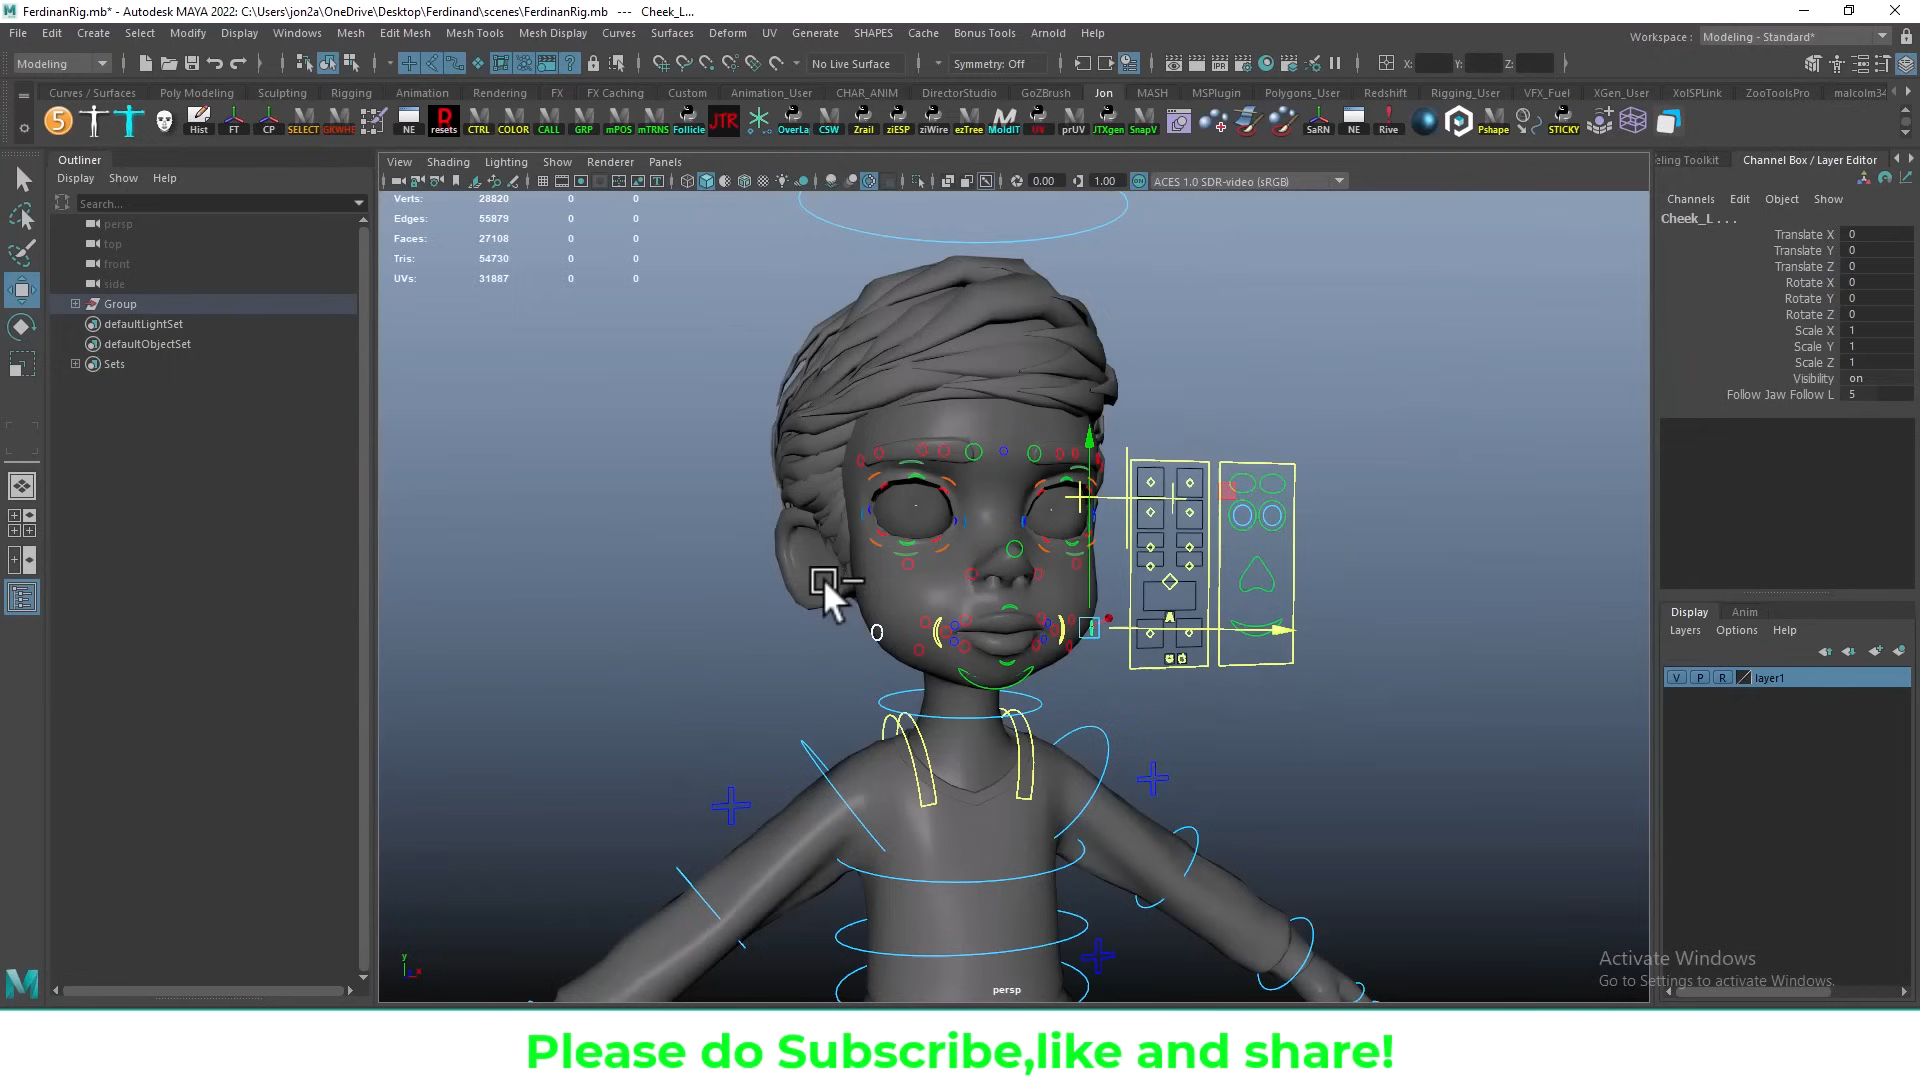 FerdinanRig.mb* - Autodesk MAYA 2022: C:\Users\jon2a\OneDrive\Desktop\Ferdinand\scenes\FerdinanRig.mb --- Cheek_L...
File Edit Create Select Modify Display Windows Mesh Edit Mesh Mesh Tools Mesh Display Curves Surfaces Deform UV Generate SHAPES Cache Bonus Tools Arnold Help
Workspace : Modeling - Standard*
Modeling No Live Surface Symmetry: Off X: Y: Z:
Curves / Surfaces Poly Modeling Sculpting Rigging Animation Rendering FX FX Caching Custom Animation_User CHAR_ANIM DirectorStudio GoZBrush Jon MASH MSPlugin Polygons_User Redshift Rigging_User VFX_Fuel XGen_User XolSPLink ZooToolsPro malcolm34
5 Hist FT CP SELECT GKWHE NE resets CTRL COLOR CALL GRP mPOS mTRNS Follicle JTR OverLa CSW Zrail ziESP ziWire ezTree MoldIT UV prUV JTXgen SnapV SaRN NE Rive Pshape STICKY
Outliner
Display Show Help
Search...
persp
top
front
side
Group
defaultLightSet
defaultObjectSet
Sets
View Shading Lighting Show Renderer Panels
0.00 1.00 ON ACES 1.0 SDR-video (sRGB)
Verts: 28820 0 0
Edges: 55879 0 0
Faces: 27108 0 0
Tris: 54730 0 0
UVs: 31887 0 0
persp
eling Toolkit Channel Box / Layer Editor
Channels Edit Object Show
Cheek_L . . .
Translate X 0
Translate Y 0
Translate Z 0
Rotate X 0
Rotate Y 0
Rotate Z 0
Scale X 1
Scale Y 1
Scale Z 1
Visibility on
Follow Jaw Follow L 5
Display Anim
Layers Options Help
V P R layer1
Activate Windows
Go to Settings to activate Windows.
Please do Subscribe,like and share!